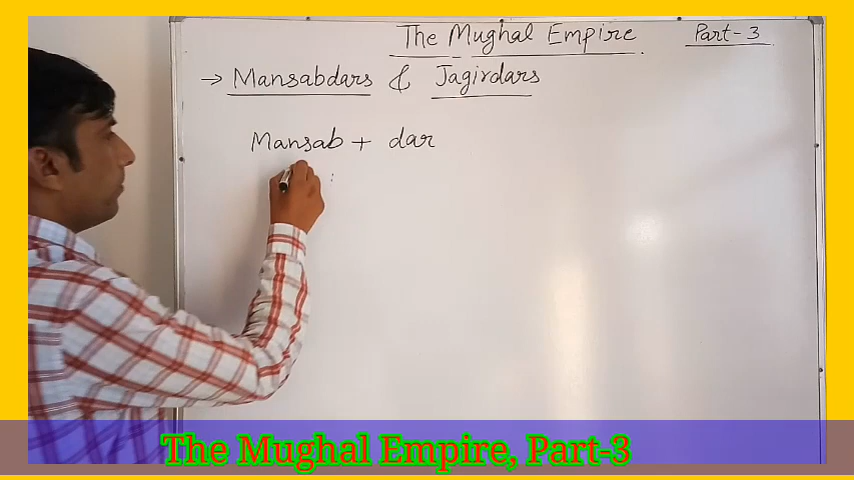 The Mughal Empire. Part-3
→ Mansabdars & Jagirdars
Mansab + dar
The Mughal Empire, Part-3